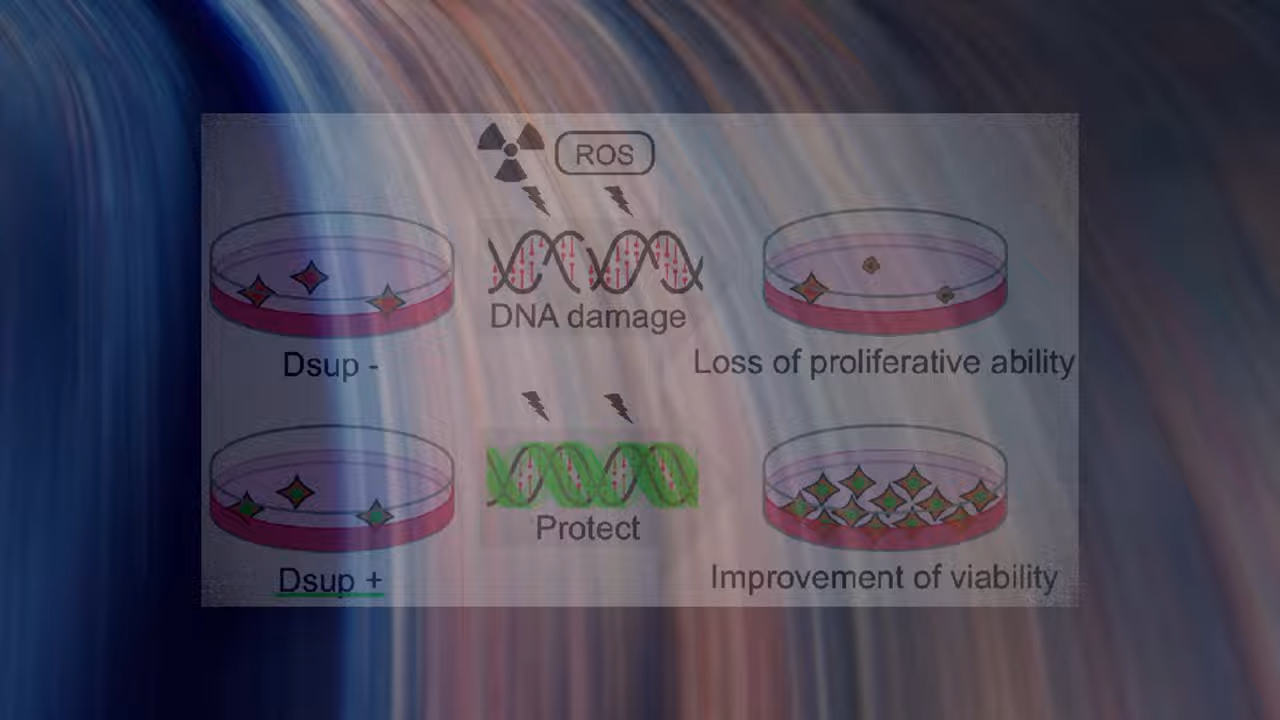 ROS
DNA damage
Dsup -
Loss of proliferative ability
Protect
Dsup +
Improvement of viability